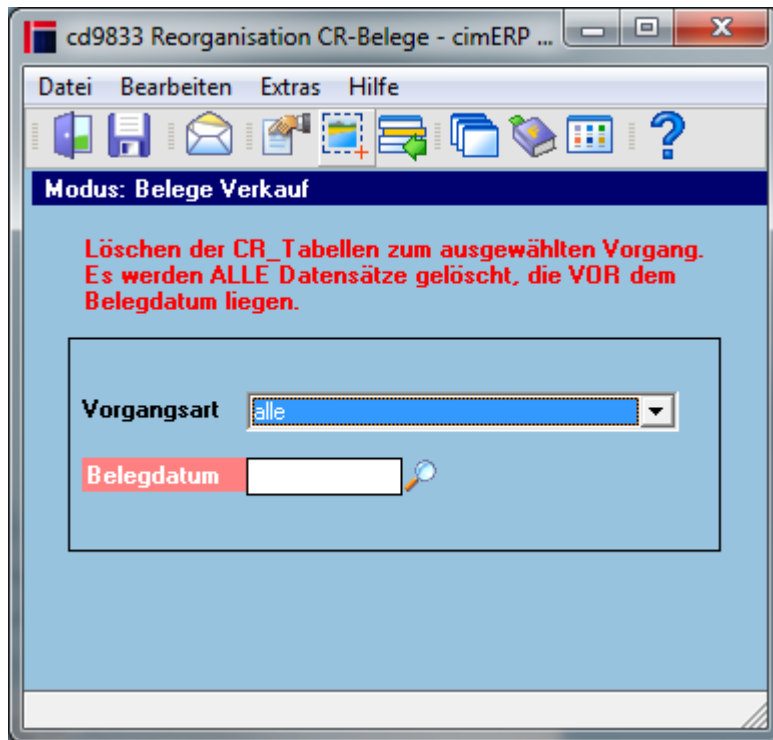 cd9833 Reorganisation CR-Belege - cimERP ...
Datei Bearbeiten Extras Hilfe
Modus: Belege Verkauf
Löschen der CR_Tabellen zum ausgewählten Vorgang.
Es werden ALLE Datensätze gelöscht, die VOR dem
Belegdatum liegen.
Vorgangsart alle
Belegdatum